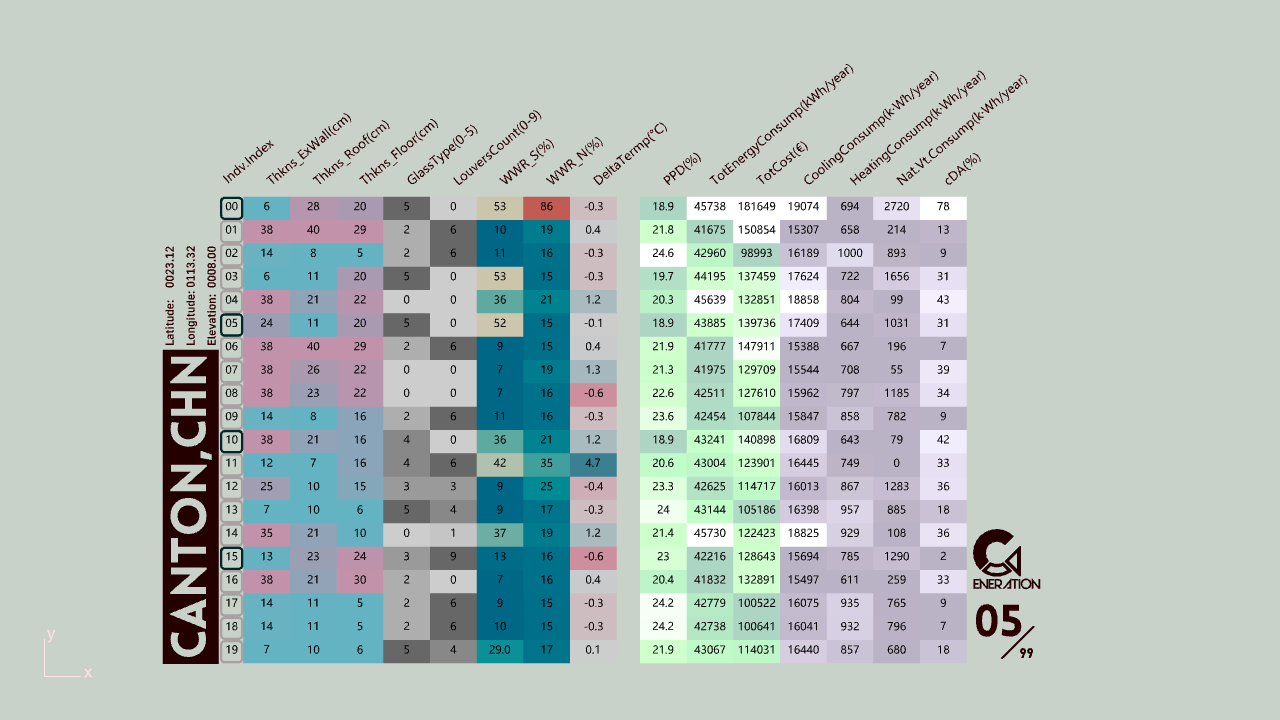 Indv.Index Thkns_ExWall(cm) Thkns_Roof(cm) Thkns_Floor(cm) GlassType(0-5) LouversCount(0-9) WWR_S(%) WWR_N(%) DeltaTermp(°C) PPD(%) TotEnergyConsump(kWh/year) TotCost(€) CoolingConsump(k·Wh/year) HeatingConsump(k·Wh/year) Nat.Vt.Consump(k·Wh/year) cDA(%)
00 6 28 20 5 0 53 86 -0.3 18.9 45738 181649 19074 694 2720 78
01 38 40 29 2 6 10 19 0.4 21.8 41675 150854 15307 658 214 13
02 14 8 5 2 6 11 16 -0.3 24.6 42960 98993 16189 1000 893 9
03 6 11 20 5 0 53 15 -0.3 19.7 44195 137459 17624 722 1656 31
04 38 21 22 0 0 36 21 1.2 20.3 45639 132851 18858 804 99 43
05 24 11 20 5 0 52 15 -0.1 18.9 43885 139736 17409 644 1031 31
06 38 40 29 2 6 9 15 0.4 21.9 41777 147911 15388 667 196 7
07 38 26 22 0 0 7 19 1.3 21.3 41975 129709 15544 708 55 39
08 38 23 22 0 0 7 16 -0.6 22.6 42511 127610 15962 797 1185 34
09 14 8 16 2 6 11 16 -0.3 23.6 42454 107844 15847 858 782 9
10 38 21 16 4 0 36 21 1.2 18.9 43241 140898 16809 643 79 42
11 12 7 16 4 6 42 35 4.7 20.6 43004 123901 16445 749 0 33
12 25 10 15 3 3 9 25 -0.4 23.3 42625 114717 16013 867 1283 36
13 7 10 6 5 4 9 17 -0.3 24 43144 105186 16398 957 885 18
14 35 21 10 0 1 37 19 1.2 21.4 45730 122423 18825 929 108 36
15 13 23 24 3 9 13 16 -0.6 23 42216 128643 15694 785 1290 2
16 38 21 30 2 0 7 16 0.4 20.4 41832 132891 15497 611 259 33
17 14 11 5 2 6 9 15 -0.3 24.2 42779 100522 16075 935 765 9
18 14 11 5 2 6 10 15 -0.3 24.2 42738 100641 16041 932 796 7
19 7 10 6 5 4 29.0 17 0.1 21.9 43067 114031 16440 857 680 18
Latitude: 0023.12
Longitude: 0113.32
Elevation: 0008.00
CANTON,CHN
GENERATION
05/99
y
x